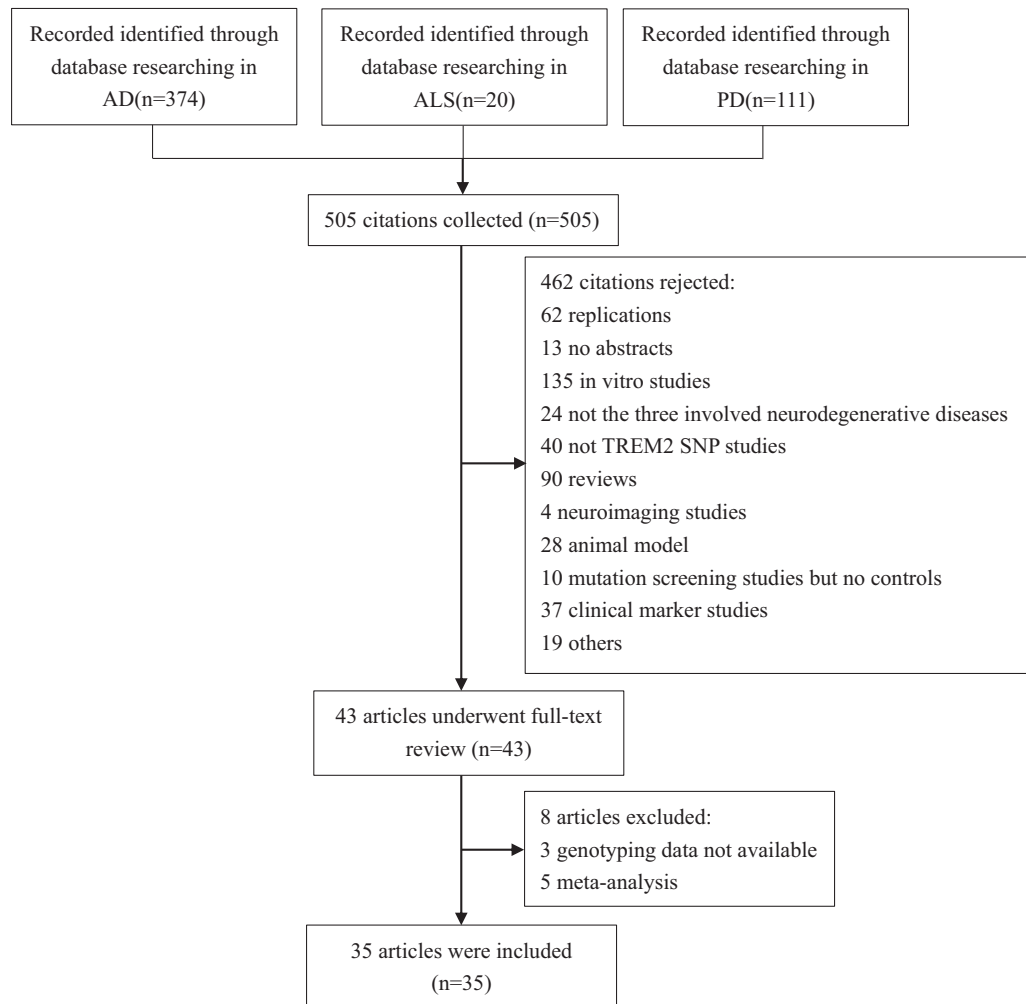 Recorded identified through
database researching in
AD(n=374)
Recorded identified through
database researching in
ALS(n=20)
Recorded identified through
database researching in
PD(n=111)
505 citations collected (n=505)
462 citations rejected:
62 replications
13 no abstracts
135 in vitro studies
24 not the three involved neurodegenerative diseases
40 not TREM2 SNP studies
90 reviews
4 neuroimaging studies
28 animal model
10 mutation screening studies but no controls
37 clinical marker studies
19 others
43 articles underwent full-text
review (n=43)
8 articles excluded:
3 genotyping data not available
5 meta-analysis
35 articles were included
(n=35)